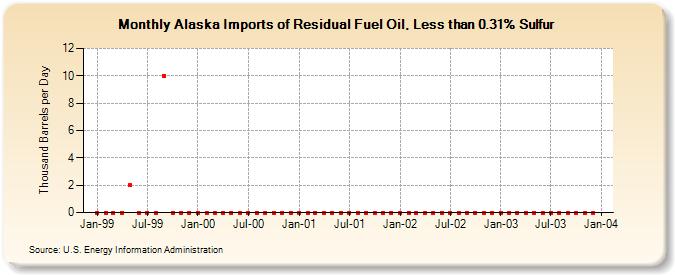 Monthly Alaska Imports of Residual Fuel Oil, Less than 0.31% Sulfur
Thousand Barrels per Day
12
10
8
6
4
2
0
Jan-99 Jul-99 Jan-00 Jul-00 Jan-01 Jul-01 Jan-02 Jul-02 Jan-03 Jul-03 Jan-04
Source: U.S. Energy Information Administration